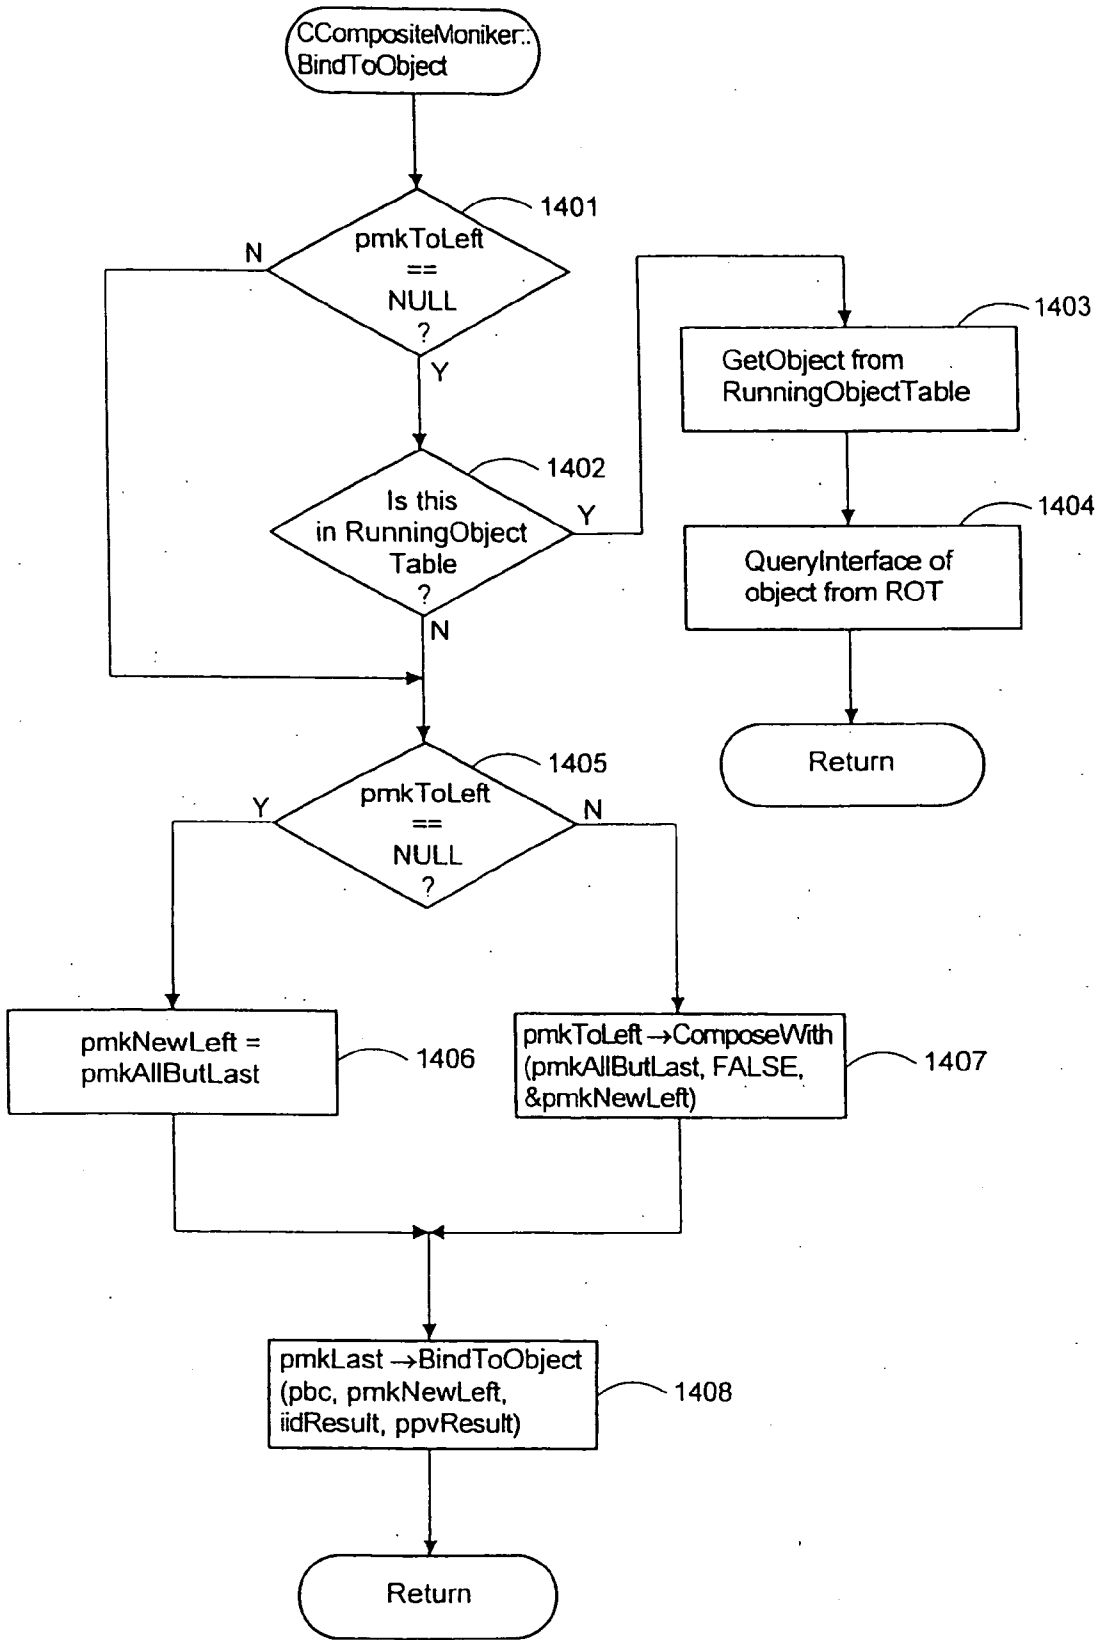 CCompositeMoniker::
BindToObject
1401
pmkToLeft
==
NULL
?
N
Y
1402
Is this
in RunningObject
Table
?
Y
N
1403
GetObject from
RunningObjectTable
1404
QueryInterface of
object from ROT
Return
1405
pmkToLeft
==
NULL
?
Y
N
pmkNewLeft =
pmkAllButLast
1406
pmkToLeft→ComposeWith
(pmkAllButLast, FALSE,
&pmkNewLeft)
1407
pmkLast→BindToObject
(pbc, pmkNewLeft,
iidResult, ppvResult)
1408
Return